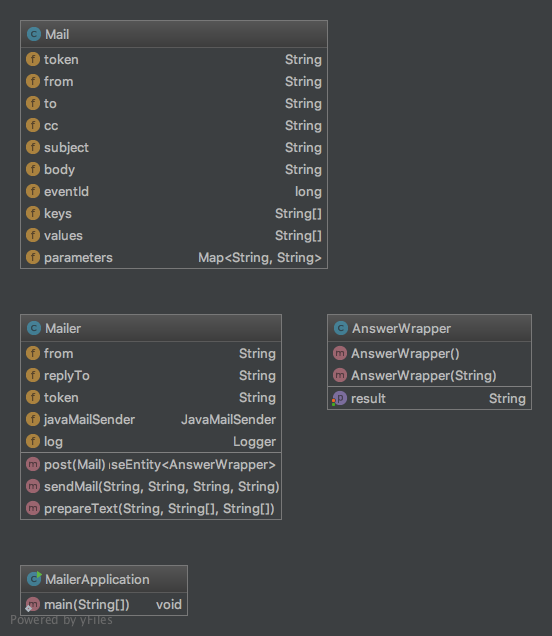 Mail
token String
from String
to String
cc String
subject String
body String
eventId long
keys String[]
values String[]
parameters Map<String, String>
Mailer
from String
replyTo String
token String
javaMailSender JavaMailSender
log Logger
post(Mail) seEntity<AnswerWrapper>
sendMail(String, String, String, String)
prepareText(String, String[], String[])
AnswerWrapper
AnswerWrapper()
AnswerWrapper(String)
result String
MailerApplication
main(String[]) void
Powered by yFiles